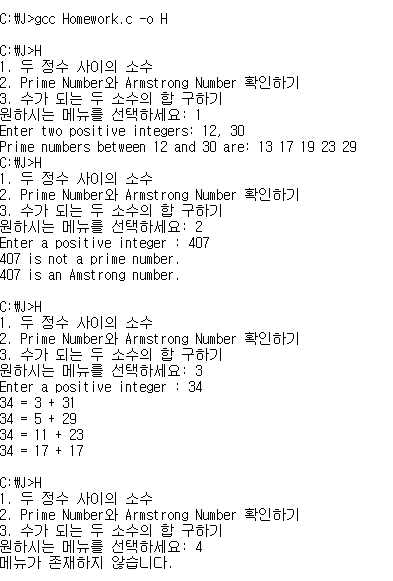 C:\J>gcc Homework.c -o H
C:\J>H
1. 두 정수 사이의 소수
2. Prime Number와 Armstrong Number 확인하기
3. 수가 되는 두 소수의 합 구하기
원하시는 메뉴를 선택하세요: 1
Enter two positive integers: 12, 30
Prime numbers between 12 and 30 are: 13 17 19 23 29
C:\J>H
1. 두 정수 사이의 소수
2. Prime Number와 Armstrong Number 확인하기
3. 수가 되는 두 소수의 합 구하기
원하시는 메뉴를 선택하세요: 2
Enter a positive integer : 407
407 is not a prime number.
407 is an Amstrong number.
C:\J>H
1. 두 정수 사이의 소수
2. Prime Number와 Armstrong Number 확인하기
3. 수가 되는 두 소수의 합 구하기
원하시는 메뉴를 선택하세요: 3
Enter a positive integer : 34
34 = 3 + 31
34 = 5 + 29
34 = 11 + 23
34 = 17 + 17
C:\J>H
1. 두 정수 사이의 소수
2. Prime Number와 Armstrong Number 확인하기
3. 수가 되는 두 소수의 합 구하기
원하시는 메뉴를 선택하세요: 4
메뉴가 존재하지 않습니다.